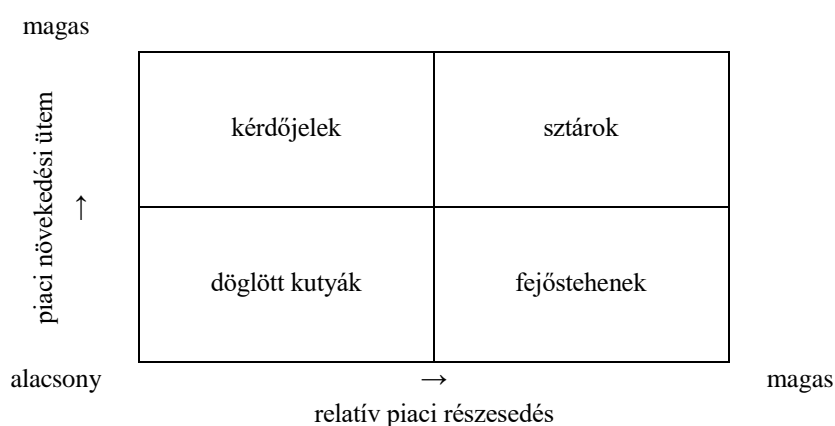 magas
kérdőjelek
sztárok
piaci növekedési ütem
↑
döglött kutyák
fejőstehenek
alacsony
→
magas
relatív piaci részesedés